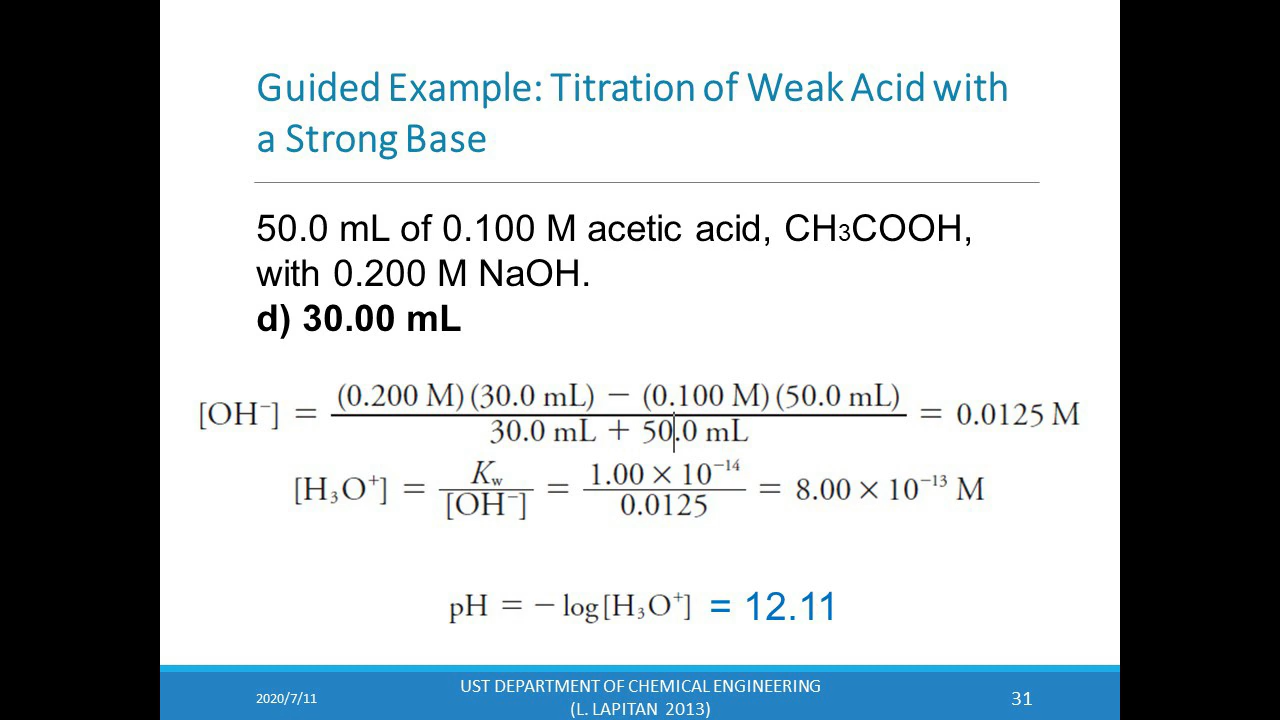 Guided Example: Titration of Weak Acid with
a Strong Base
50.0 mL of 0.100 M acetic acid, CH₃COOH,
with 0.200 M NaOH.
d) 30.00 mL
[OH⁻] = (0.200 M)(30.0 mL) − (0.100 M)(50.0 mL) / 30.0 mL + 50.0 mL = 0.0125 M
[H₃O⁺] = K_w / [OH⁻] = 1.00 × 10⁻¹⁴ / 0.0125 = 8.00 × 10⁻¹³ M
pH = − log[H₃O⁺] = 12.11
2020/7/11
UST DEPARTMENT OF CHEMICAL ENGINEERING
(L. LAPITAN 2013)
31